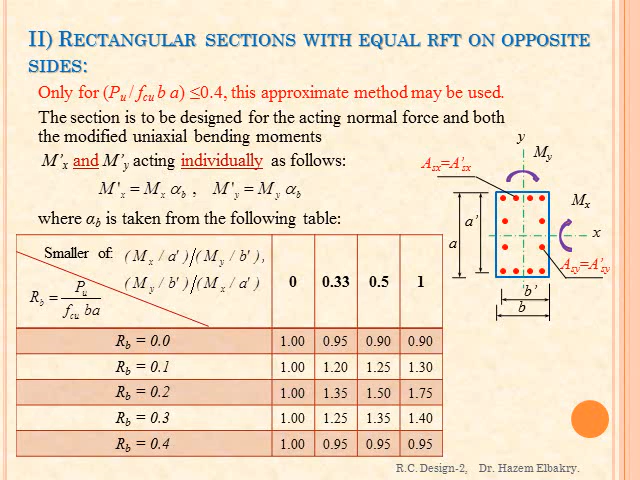 II) RECTANGULAR SECTIONS WITH EQUAL RFT ON OPPOSITE
SIDES:
Only for (Pu / fcu b a) ≤0.4, this approximate method may be used.
The section is to be designed for the acting normal force and both
the modified uniaxial bending moments
M'x and M'y acting individually as follows:
M'x = Mx αb , M'y = My αb
where αb is taken from the following table:
Smaller of: (Mx / a')/(My / b'),
(My / b')/(Mx / a')
Rb = Pu / fcu ba
0 0.33 0.5 1
Rb = 0.0 1.00 0.95 0.90 0.90
Rb = 0.1 1.00 1.20 1.25 1.30
Rb = 0.2 1.00 1.35 1.50 1.75
Rb = 0.3 1.00 1.25 1.35 1.40
Rb = 0.4 1.00 0.95 0.95 0.95
y
My
Asx=A'sx
Mx
a'
x
a
Asy=A'sy
b'
b
R.C. Design-2, Dr. Hazem Elbakry.